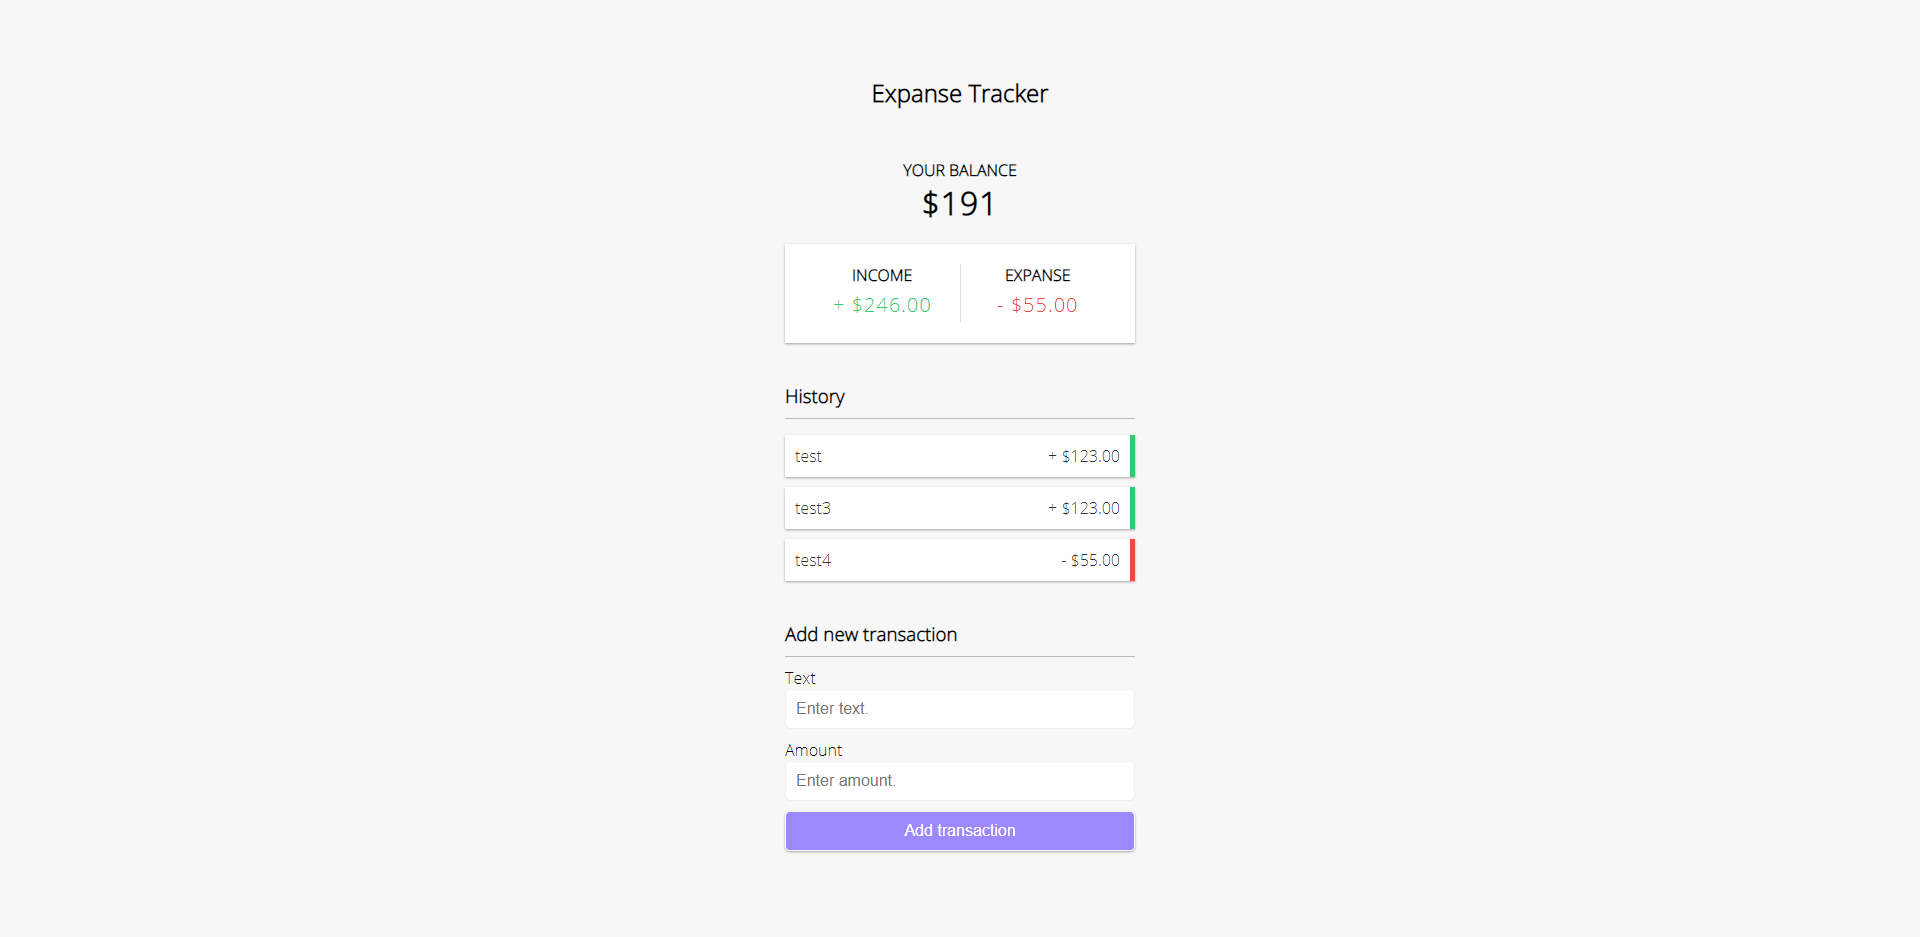 Expanse Tracker
YOUR BALANCE
$191
INCOME EXPANSE
+ $246.00 - $55.00
History
test + $123.00
test3 + $123.00
test4 - $55.00
Add new transaction
Text
Enter text.
Amount
Enter amount.
Add transaction